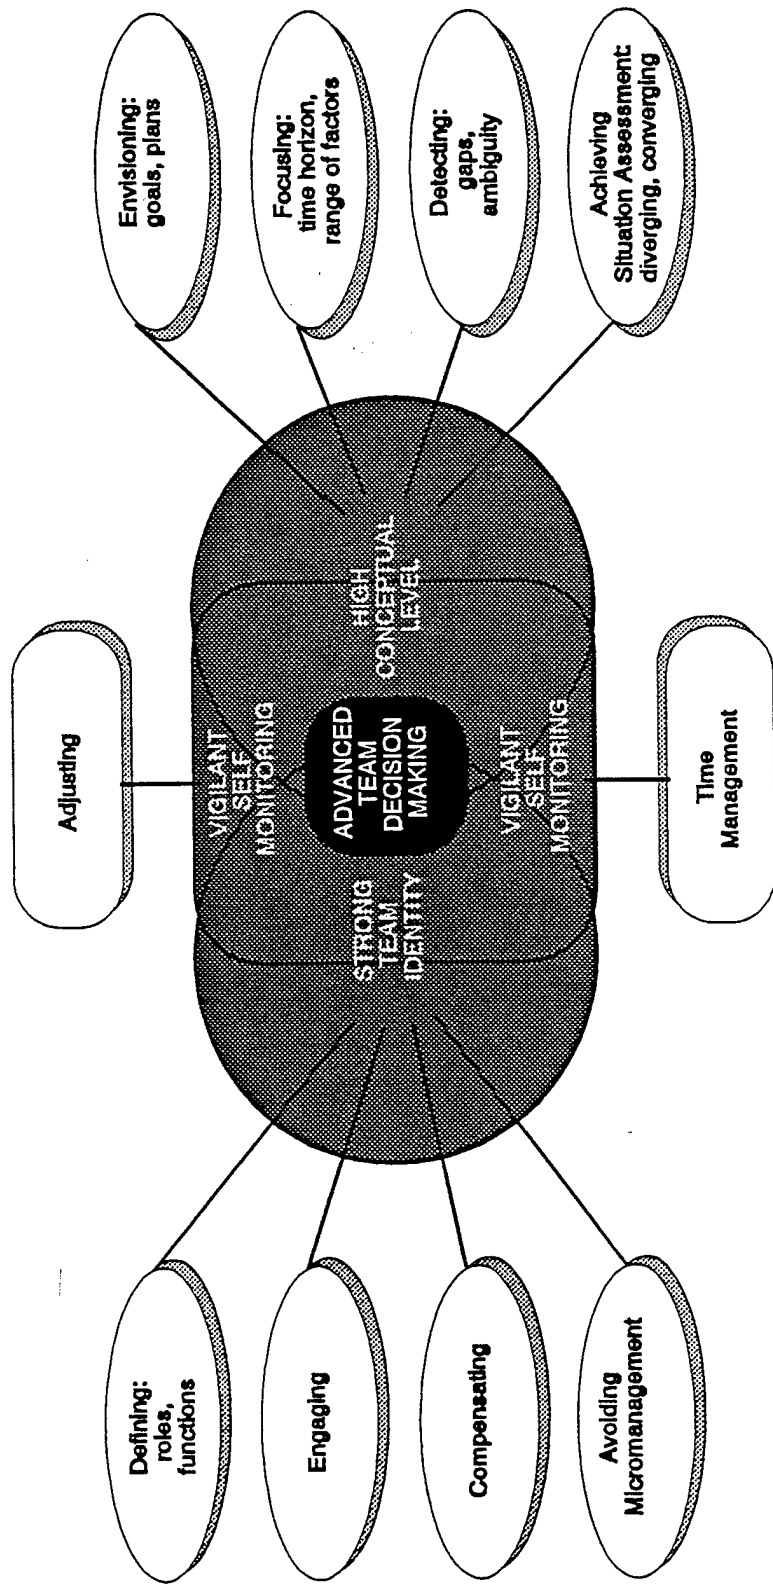 Adjusting
Defining:
roles,
functions
Engaging
Compensating
Avoiding
Micromanagement
VIGILANT
SELF
MONITORING
STRONG
TEAM
IDENTITY
ADVANCED
TEAM
DECISION
MAKING
HIGH
CONCEPTUAL
LEVEL
VIGILANT
SELF
MONITORING
Envisioning:
goals, plans
Focusing:
time horizon,
range of factors
Detecting:
gaps,
ambiguity
Achieving
Situation Assessment:
diverging, converging
Time
Management